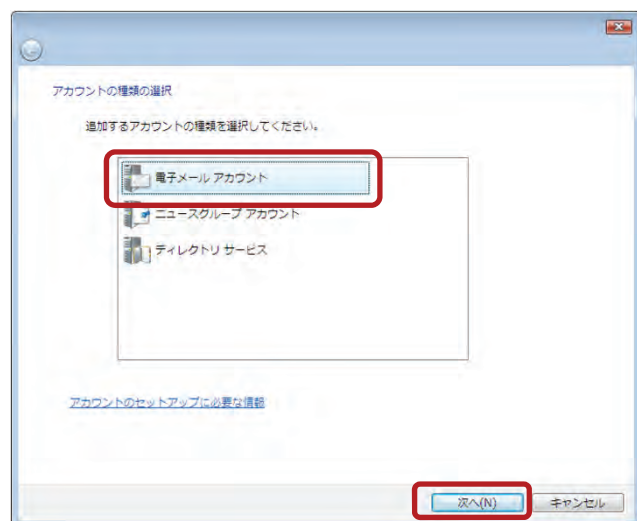 アカウントの種類の選択
追加するアカウントの種類を選択してください。
電子メール アカウント
ニュースグループ アカウント
ディレクトリ サービス
アカウントのセットアップに必要な情報
次へ(N)
キャンセル